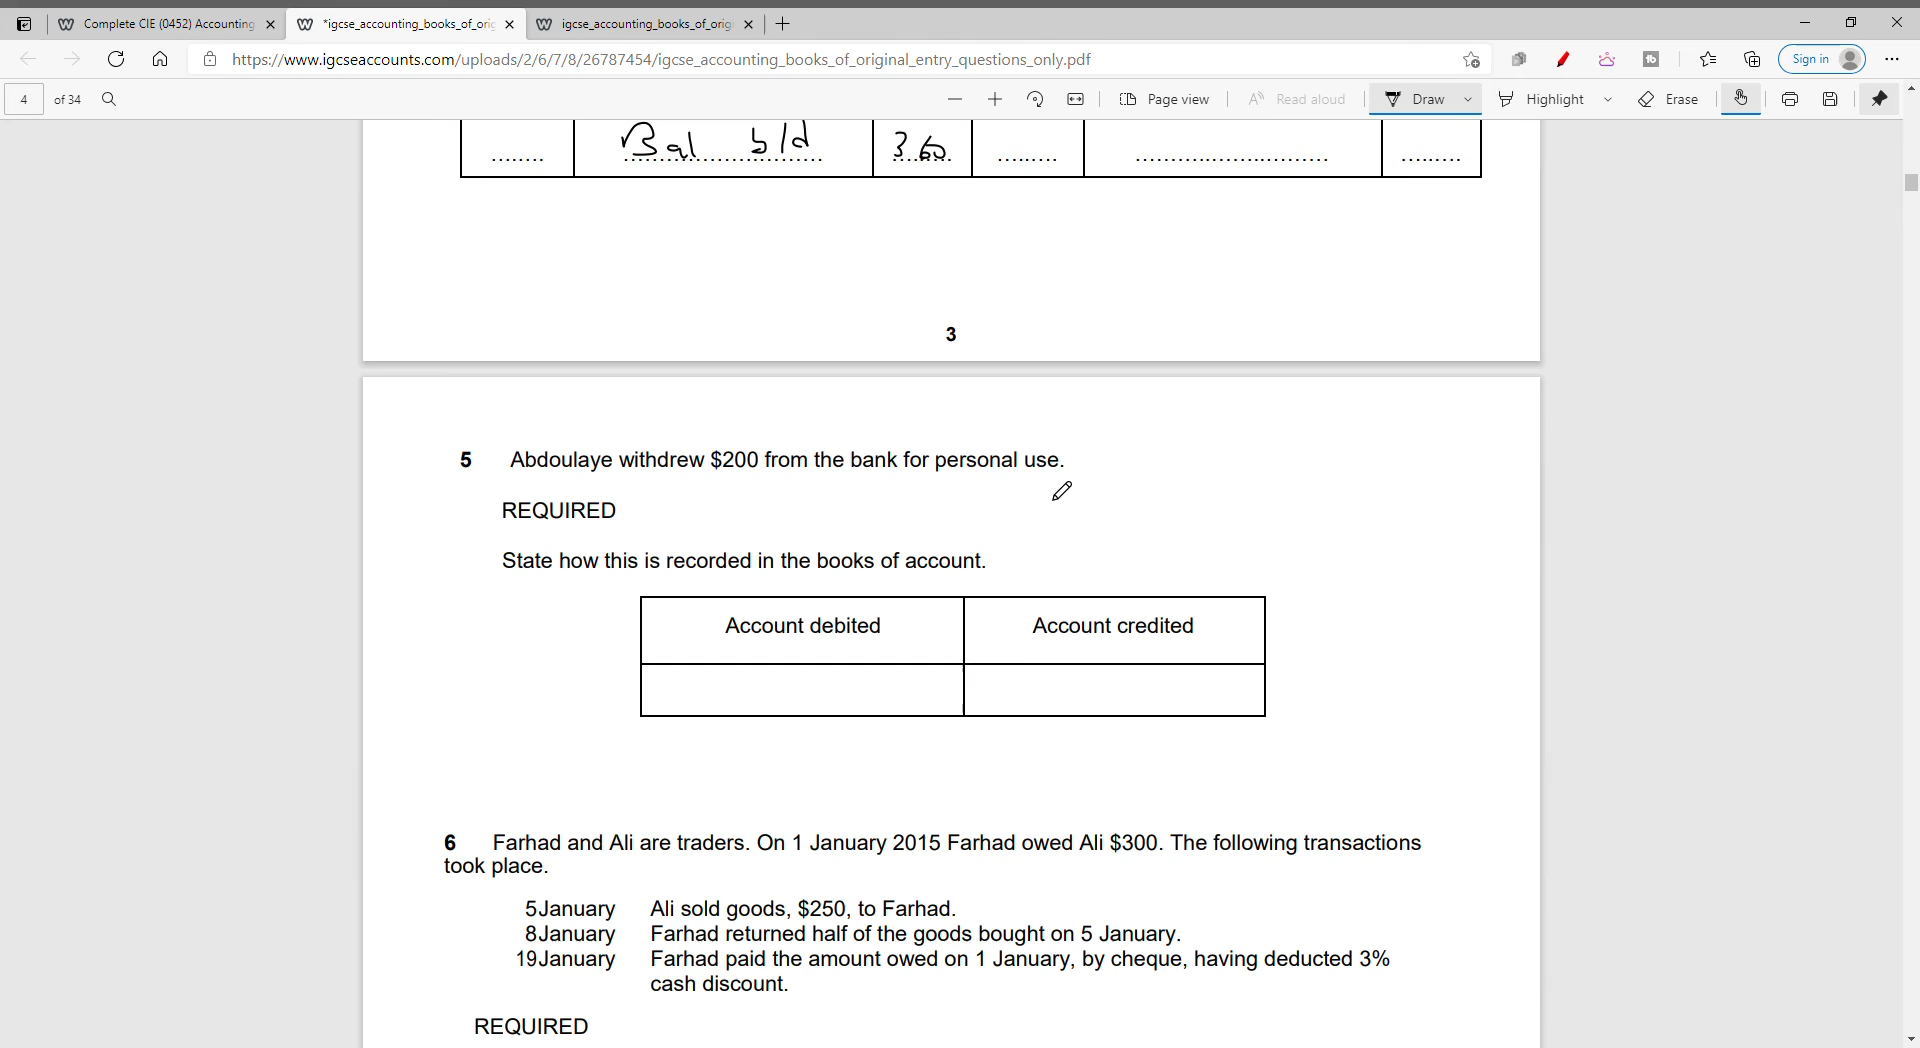 Complete CIE (0452) Accounting
*igcse_accounting_books_of_orig
igcse_accounting_books_of_orig
https://www.igcseaccounts.com/uploads/2/6/7/8/26787454/igcse_accounting_books_of_original_entry_questions_only.pdf
Sign in
4 of 34
Page view
Read aloud
Draw
Highlight
Erase
........ Bal b/d 360 ......... ............................. .........
3
5 Abdoulaye withdrew $200 from the bank for personal use.
REQUIRED
State how this is recorded in the books of account.
Account debited Account credited
6 Farhad and Ali are traders. On 1 January 2015 Farhad owed Ali $300. The following transactions
took place.
5January Ali sold goods, $250, to Farhad.
8January Farhad returned half of the goods bought on 5 January.
19January Farhad paid the amount owed on 1 January, by cheque, having deducted 3%
cash discount.
REQUIRED